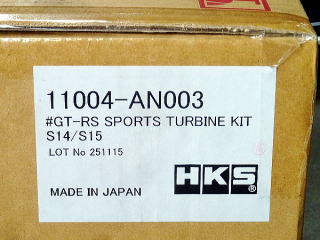 11004-AN003
#GT-RS SPORTS TURBINE KIT
S14/S15
LOT No 251115
MADE IN JAPAN
HKS®